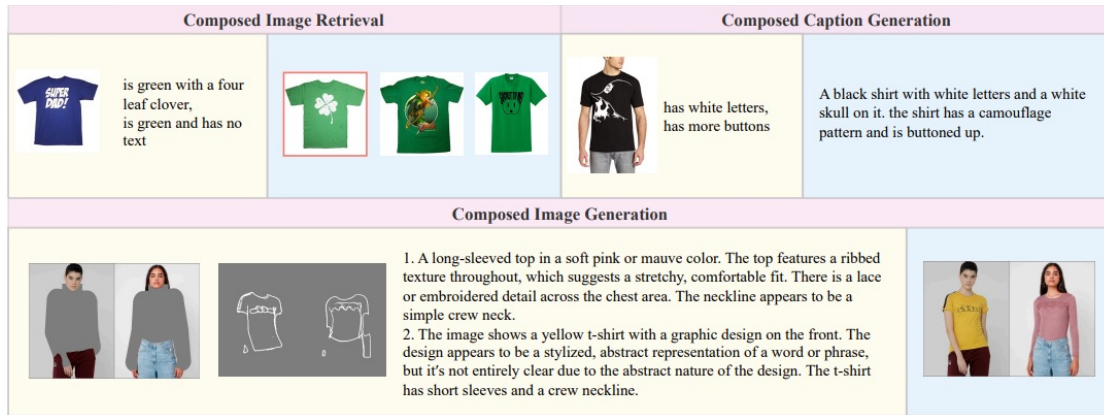 Composed Image Retrieval
Composed Caption Generation
SUPER
DAD!
is green with a four
leaf clover,
is green and has no
text
has white letters,
has more buttons
A black shirt with white letters and a white
skull on it. the shirt has a camouflage
pattern and is buttoned up.
Composed Image Generation
1. A long-sleeved top in a soft pink or mauve color. The top features a ribbed
texture throughout, which suggests a stretchy, comfortable fit. There is a lace
or embroidered detail across the chest area. The neckline appears to be a
simple crew neck.
2. The image shows a yellow t-shirt with a graphic design on the front. The
design appears to be a stylized, abstract representation of a word or phrase,
but it's not entirely clear due to the abstract nature of the design. The t-shirt
has short sleeves and a crew neckline.